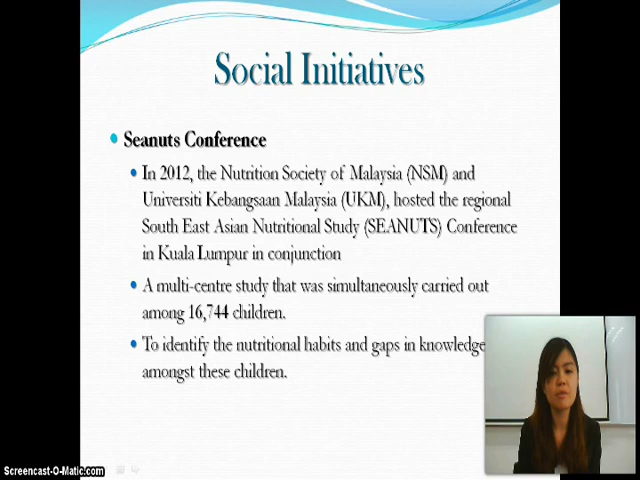 Social Initiatives
Seanuts Conference
In 2012, the Nutrition Society of Malaysia (NSM) and
Universiti Kebangsaan Malaysia (UKM), hosted the regional
South East Asian Nutritional Study (SEANUTS) Conference
in Kuala Lumpur in conjunction
A multi-centre study that was simultaneously carried out
among 16,744 children.
To identify the nutritional habits and gaps in knowledge
amongst these children.
Screencast-O-Matic.com